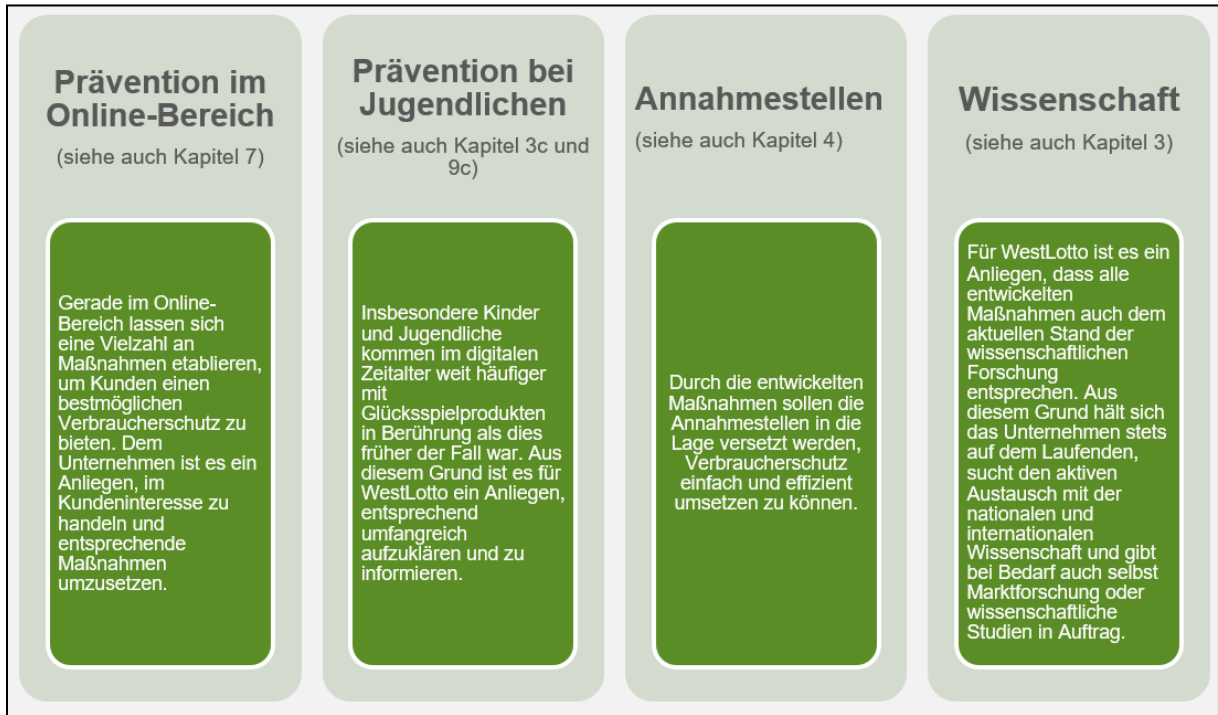 Prävention im
Online-Bereich
(siehe auch Kapitel 7)
Gerade im Online-
Bereich lassen sich
eine Vielzahl an
Maßnahmen etablieren,
um Kunden einen
bestmöglichen
Verbraucherschutz zu
bieten. Dem
Unternehmen ist es ein
Anliegen, im
Kundeninteresse zu
handeln und
entsprechende
Maßnahmen
umzusetzen.
Prävention bei
Jugendlichen
(siehe auch Kapitel 3c und
9c)
Insbesondere Kinder
und Jugendliche
kommen im digitalen
Zeitalter weit häufiger
mit
Glücksspielprodukten
in Berührung als dies
früher der Fall war. Aus
diesem Grund ist es für
WestLotto ein Anliegen,
entsprechend
umfangreich
aufzuklären und zu
informieren.
Annahmestellen
(siehe auch Kapitel 4)
Durch die entwickelten
Maßnahmen sollen die
Annahmestellen in die
Lage versetzt werden,
Verbraucherschutz
einfach und effizient
umsetzen zu können.
Wissenschaft
(siehe auch Kapitel 3)
Für WestLotto ist es ein
Anliegen, dass alle
entwickelten
Maßnahmen auch dem
aktuellen Stand der
wissenschaftlichen
Forschung
entsprechen. Aus
diesem Grund hält sich
das Unternehmen stets
auf dem Laufenden,
sucht den aktiven
Austausch mit der
nationalen und
internationalen
Wissenschaft und gibt
bei Bedarf auch selbst
Marktforschung oder
wissenschaftliche
Studien in Auftrag.